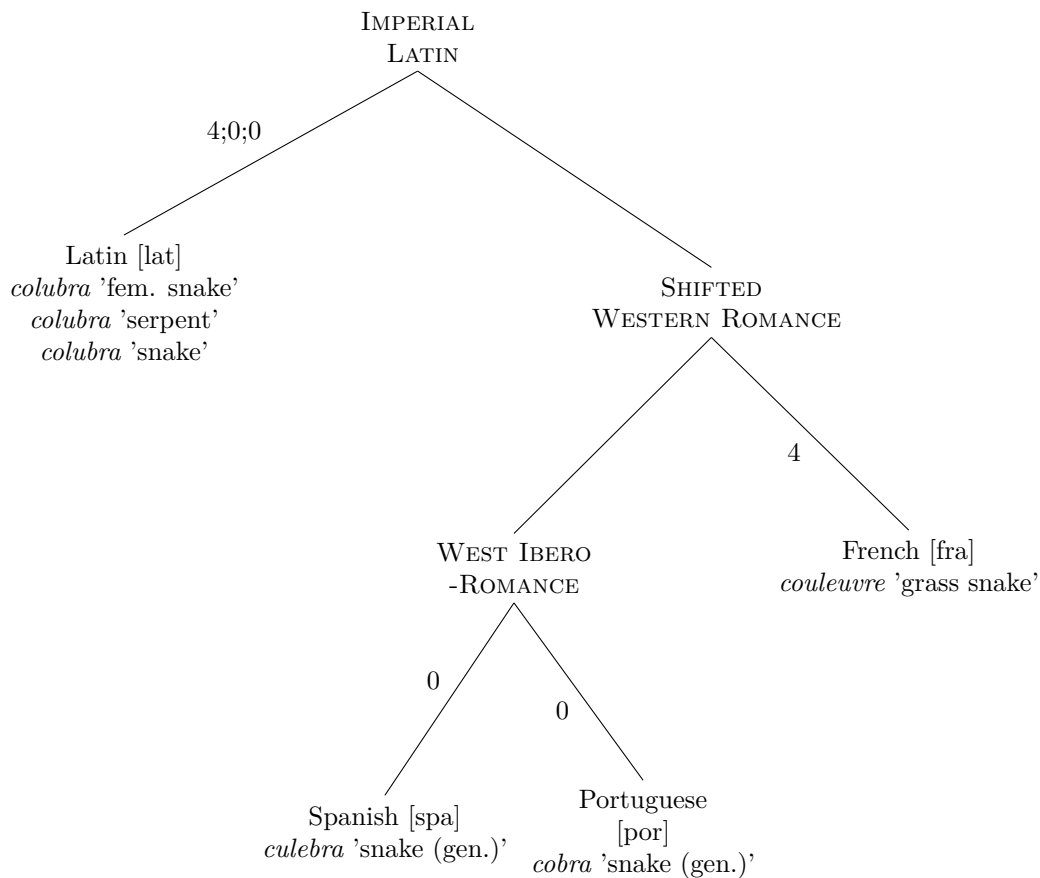 IMPERIAL
LATIN
4;0;0
Latin [lat]
colubra 'fem. snake’
colubra 'serpent’
colubra 'snake’
SHIFTED
WESTERN ROMANCE
4
WEST IBERO
-ROMANCE
French [fra]
couleuvre 'grass snake’
0
0
Spanish [spa]
culebra 'snake (gen.)’
Portuguese
[por]
cobra 'snake (gen.)’